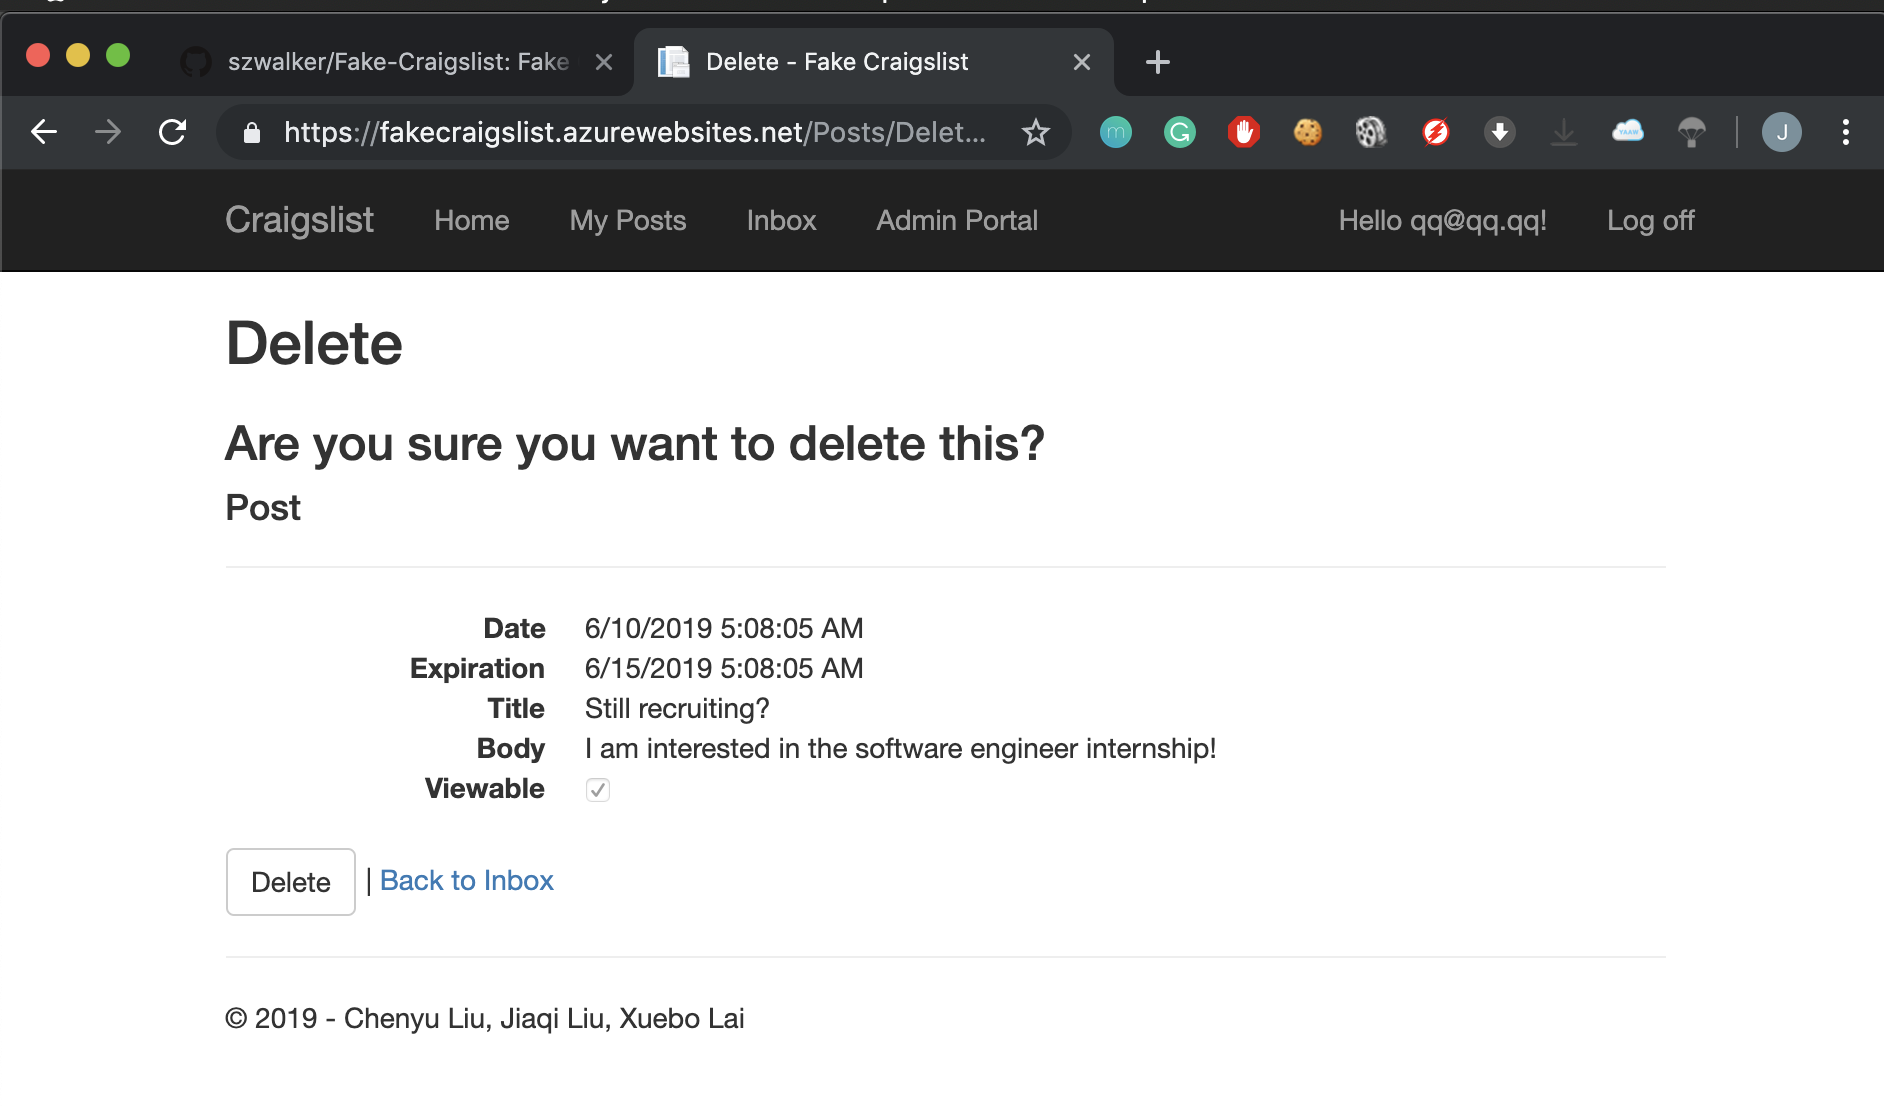 szwalker/Fake-Craigslist: Fake
Delete - Fake Craigslist
https://fakecraigslist.azurewebsites.net/Posts/Delet...
J
Craigslist Home My Posts Inbox Admin Portal Hello qq@qq.qq! Log off
Delete
Are you sure you want to delete this?
Post
Date 6/10/2019 5:08:05 AM
Expiration 6/15/2019 5:08:05 AM
Title Still recruiting?
Body I am interested in the software engineer internship!
Viewable
Delete | Back to Inbox
© 2019 - Chenyu Liu, Jiaqi Liu, Xuebo Lai